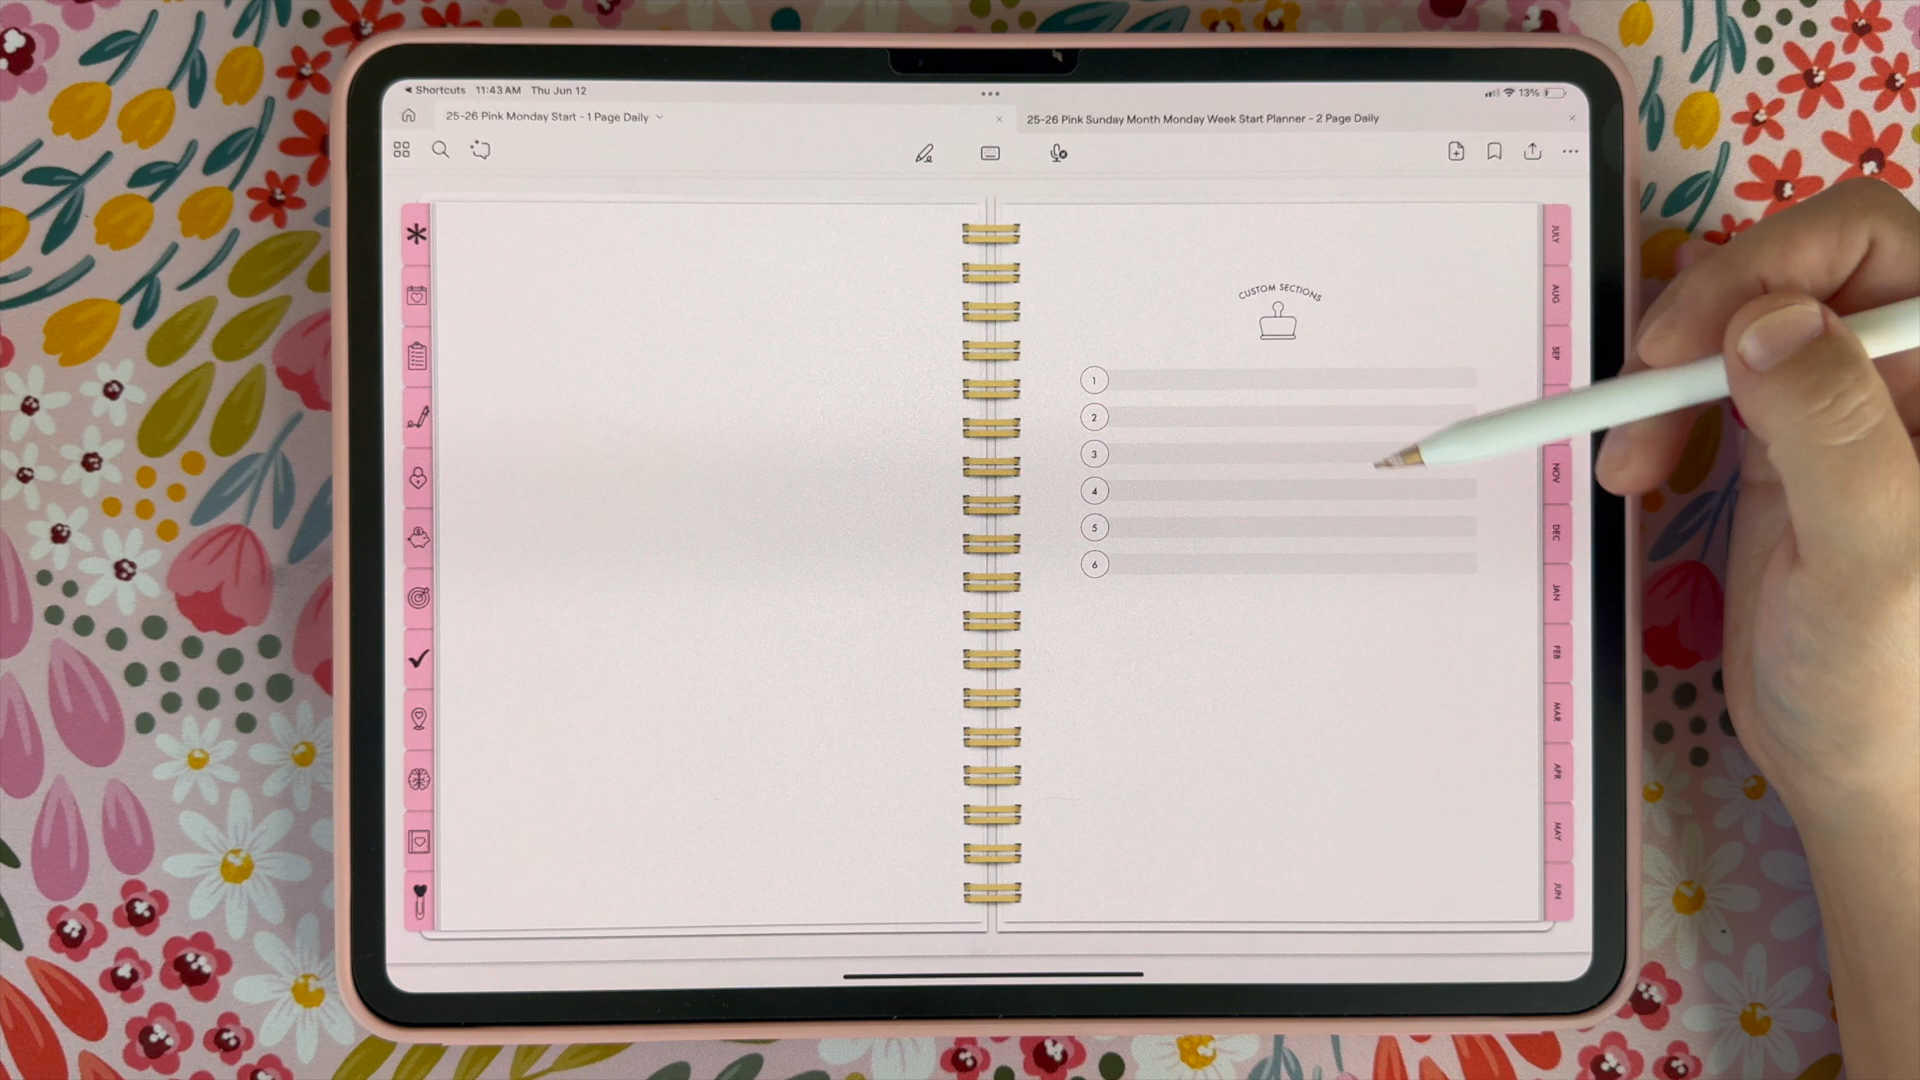 Shortcuts 11:43 AM Thu Jun 12
13%
25-26 Pink Monday Start - 1 Page Daily
25-26 Pink Sunday Month Monday Week Start Planner - 2 Page Daily
CUSTOM SECTIONS
1
2
3
4
5
6
JULY
AUG
SEP
NOV
DEC
JAN
FEB
MAR
APR
MAY
JUN